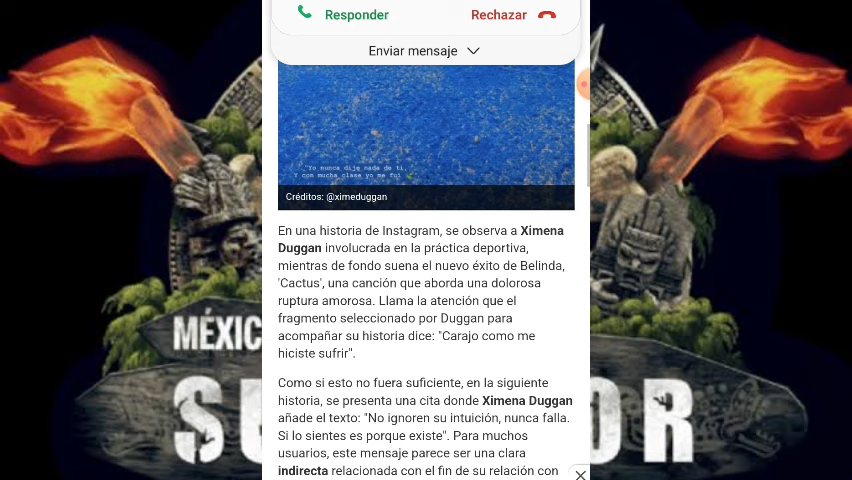 Responder Rechazar
Enviar mensaje
"Yo nunca dije nada de ti.
Y con mucha clase yo me fui
Créditos: @ximeduggan
En una historia de Instagram, se observa a Ximena
Duggan involucrada en la práctica deportiva,
mientras de fondo suena el nuevo éxito de Belinda,
'Cactus', una canción que aborda una dolorosa
ruptura amorosa. Llama la atención que el
fragmento seleccionado por Duggan para
acompañar su historia dice: "Carajo como me
hiciste sufrir".
Como si esto no fuera suficiente, en la siguiente
historia, se presenta una cita donde Ximena Duggan
añade el texto: "No ignoren su intuición, nunca falla.
Si lo sientes es porque existe". Para muchos
usuarios, este mensaje parece ser una clara
indirecta relacionada con el fin de su relación con
MÉXIC
SU
OR